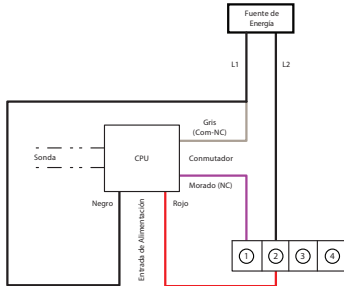 Fuente de
Energía
L1
L2
Gris
(Com-NC)
Sonda
CPU
Conmutador
Morado (NC)
Negro
Entrada de Alimentación
Rojo
1
2
3
4